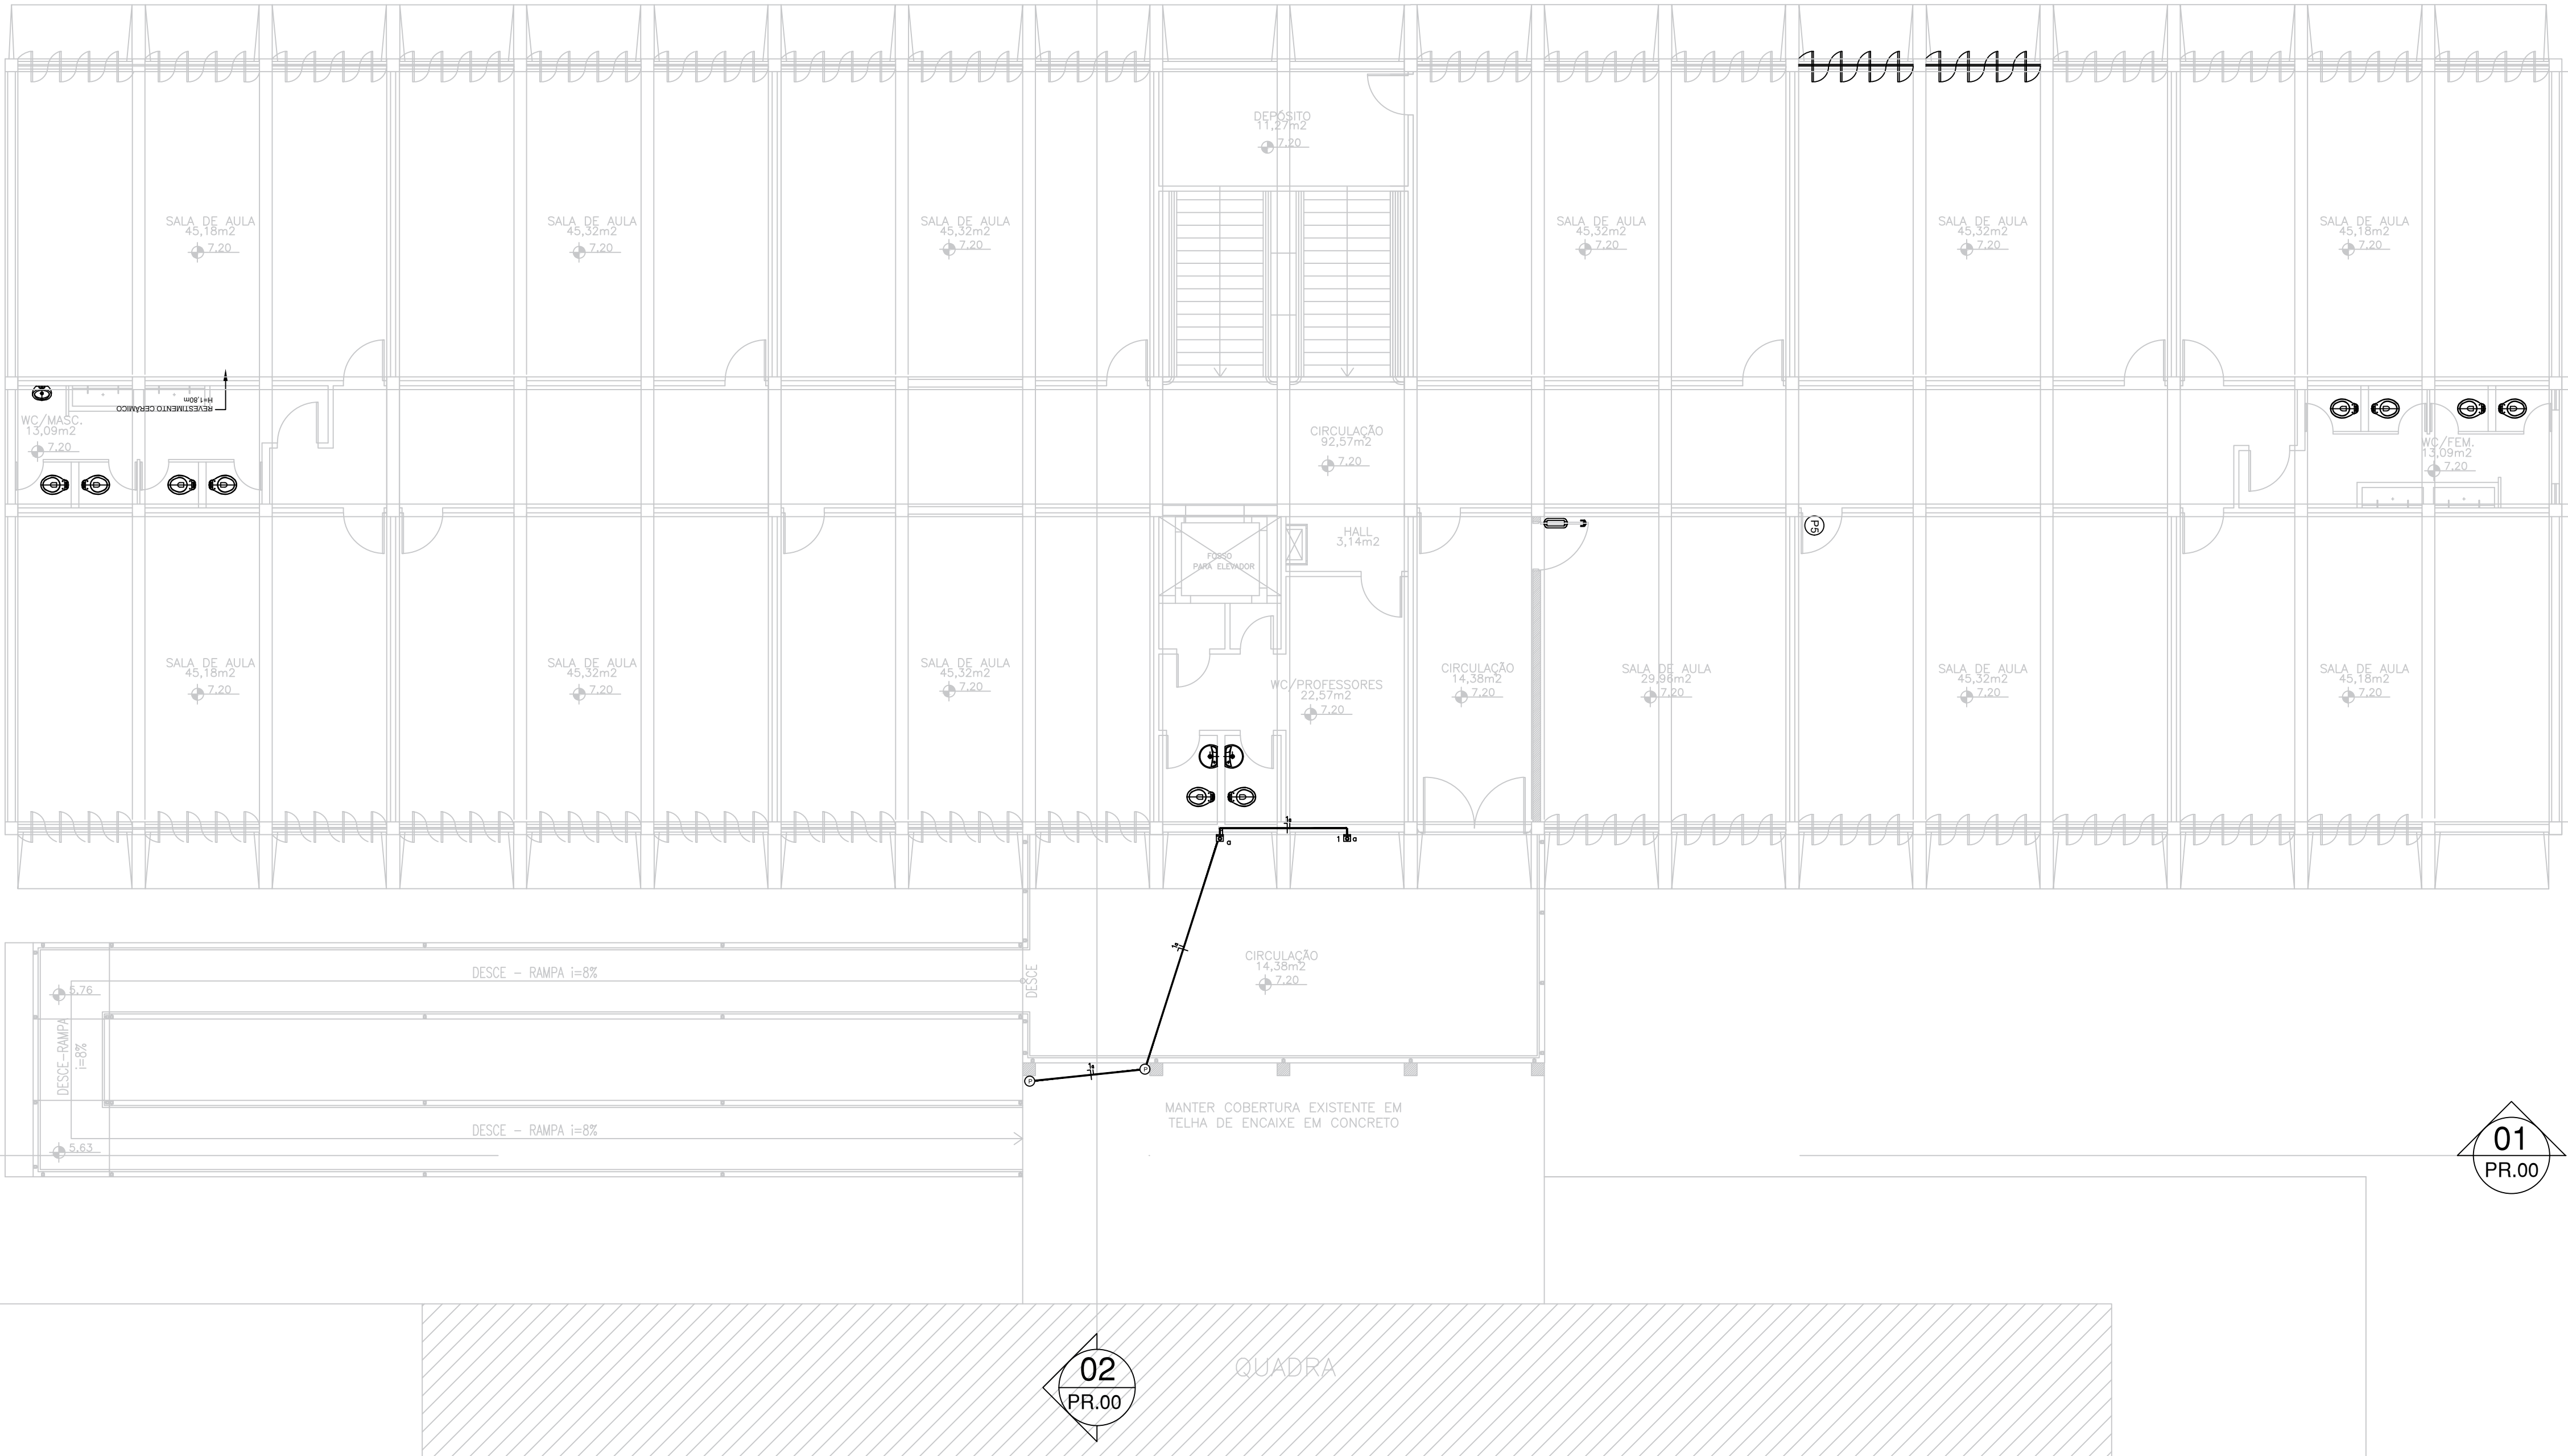 DEPÓSITO
11,27m2
7.20
SALA DE AULA
45,18m2
7.20
SALA DE AULA
45,32m2
7.20
SALA DE AULA
45,32m2
7.20
SALA DE AULA
45,32m2
7.20
SALA DE AULA
45,32m2
7.20
SALA DE AULA
45,18m2
7.20
REVESTIMENTO CERÂMICO
H=1,80m
WC/MASC.
13,09m2
7.20
CIRCULAÇÃO
92,57m2
7.20
WC/FEM.
13,09m2
7.20
FOSSO
PARA ELEVADOR
HALL
3,14m2
P5
SALA DE AULA
45,18m2
7.20
SALA DE AULA
45,32m2
7.20
SALA DE AULA
45,32m2
7.20
WC/PROFESSORES
22,57m2
7.20
CIRCULAÇÃO
14,38m2
7.20
SALA DE AULA
29,96m2
7.20
SALA DE AULA
45,32m2
7.20
SALA DE AULA
45,18m2
7.20
1a
a
1 a
1a
CIRCULAÇÃO
14,38m2
7.20
DESCE - RAMPA i=8%
DESCE
5.76
DESCE-RAMPA
i=8%
P
1a
P
DESCE - RAMPA i=8%
5.63
MANTER COBERTURA EXISTENTE EM
TELHA DE ENCAIXE EM CONCRETO
01
PR.00
02
PR.00
QUADRA